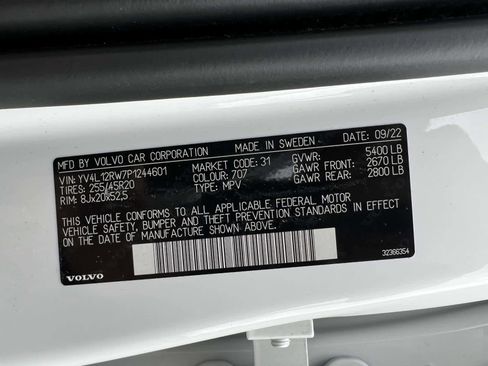 MFD BY VOLVO CAR CORPORATION MADE IN SWEDEN DATE: 09/22
VIN: YV4L12RW7P1244601 MARKET CODE: 31 GVWR: 5400 LB
TIRES: 255/45R20 COLOUR: 707 GAWR FRONT: 2670 LB
RIM: 8Jx20x52,5 TYPE: MPV GAWR REAR: 2800 LB
THIS VEHICLE CONFORMS TO ALL APPLICABLE FEDERAL MOTOR
VEHICLE SAFETY, BUMPER AND THEFT PREVENTION STANDARDS IN EFFECT
ON THE DATE OF MANUFACTURE SHOWN ABOVE
VOLVO 32366354